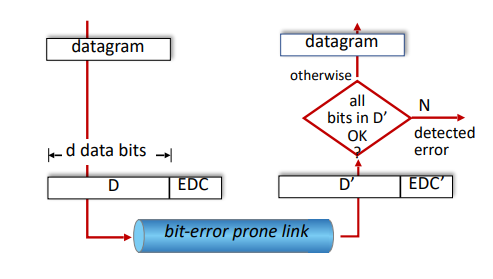 datagram
d data bits
D
EDC
bit-error prone link
datagram
otherwise
all
bits in D’
OK
?
N
detected
error
D’
EDC’